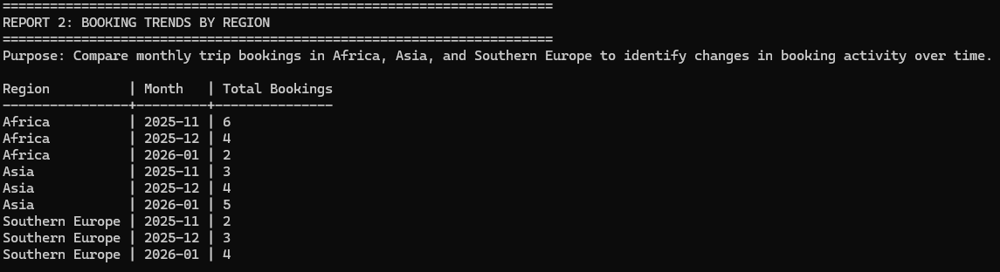 ======================================================================
REPORT 2: BOOKING TRENDS BY REGION
======================================================================
Purpose: Compare monthly trip bookings in Africa, Asia, and Southern Europe to identify changes in booking activity over time.

Region          | Month   | Total Bookings
----------------+---------+---------------
Africa          | 2025-11 | 6
Africa          | 2025-12 | 4
Africa          | 2026-01 | 2
Asia            | 2025-11 | 3
Asia            | 2025-12 | 4
Asia            | 2026-01 | 5
Southern Europe | 2025-11 | 2
Southern Europe | 2025-12 | 3
Southern Europe | 2026-01 | 4